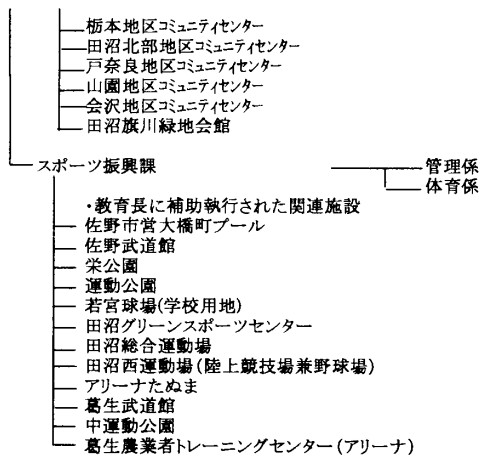 栃本地区コミュニティセンター
田沼北部地区コミュニティセンター
戸奈良地区コミュニティセンター
山園地区コミュニティセンター
会沢地区コミュニティセンター
田沼旗川緑地会館
スポーツ振興課 管理係
体育係
・教育長に補助執行された関連施設
佐野市営大橋町プール
佐野武道館
栄公園
運動公園
若宮球場(学校用地)
田沼グリーンスポーツセンター
田沼総合運動場
田沼西運動場(陸上競技場兼野球場)
アリーナたぬま
葛生武道館
中運動公園
葛生農業者トレーニングセンター(アリーナ)